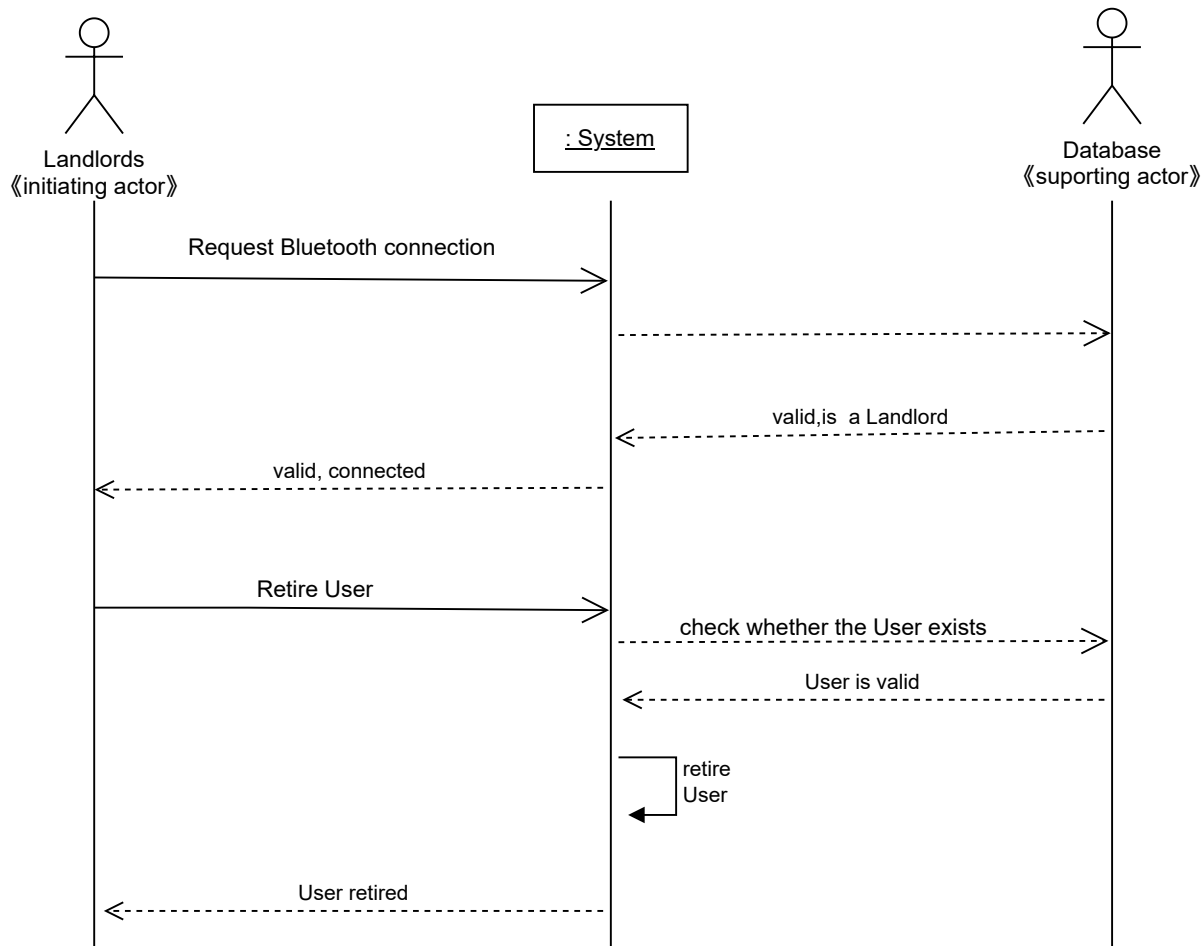 Landlords
《initiating actor》
: System
Database
《suporting actor》
Request Bluetooth connection
valid,is  a Landlord
valid, connected
Retire User
check whether the User exists
User is valid
retire
User
User retired